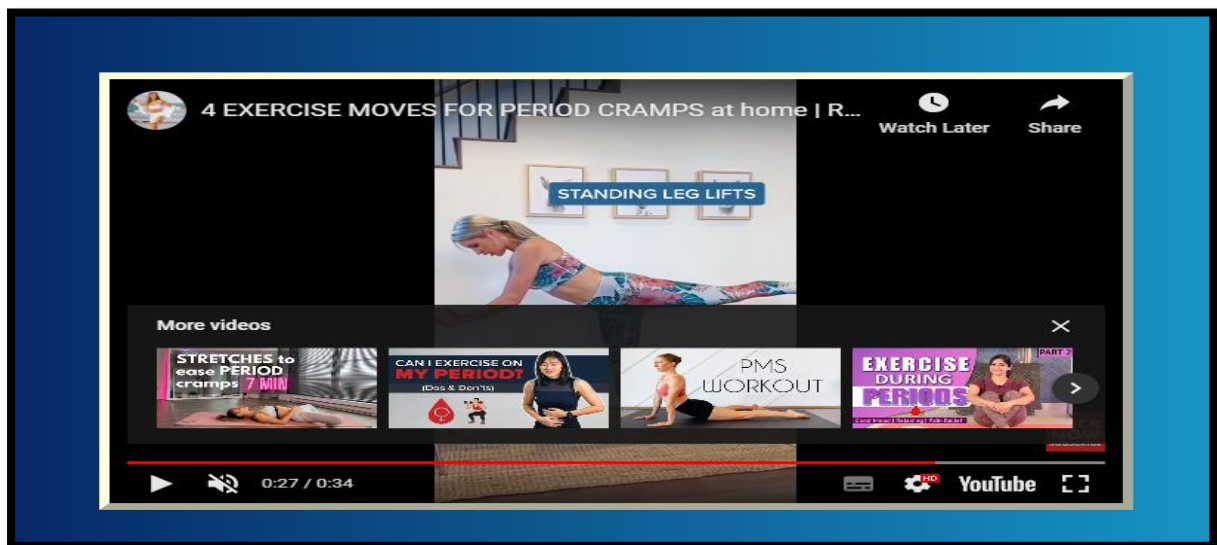 4 EXERCISE MOVES FOR PERIOD CRAMPS at home | R...
Watch Later
Share
STANDING LEG LIFTS
More videos
STRETCHES to
ease PERIOD
cramps 7 MIN
CAN I EXERCISE ON
MY PERIOD?
(Dos & Don'ts)
PMS
WORKOUT
PART 2
EXERCISE
DURING
PERIODS
0:27 / 0:34
HD
YouTube